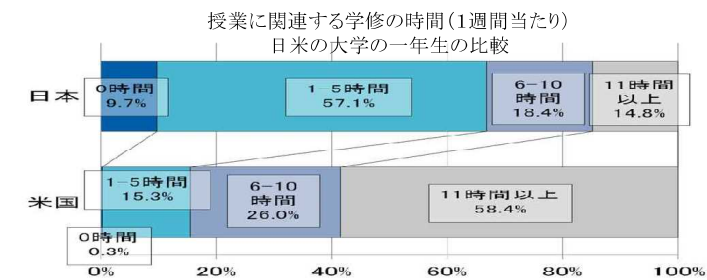 授業に関連する学修の時間(1週間当たり)
日米の大学の一年生の比較
日本
0時間
9.7%
1-5時間
57.1%
6-10
時間
18.4%
11時間
以上
14.8%
米国
1-5時間
15.3%
6-10
時間
26.0%
11時間以上
58.4%
0時間
0.3%
0% 20% 40% 60% 80% 100%